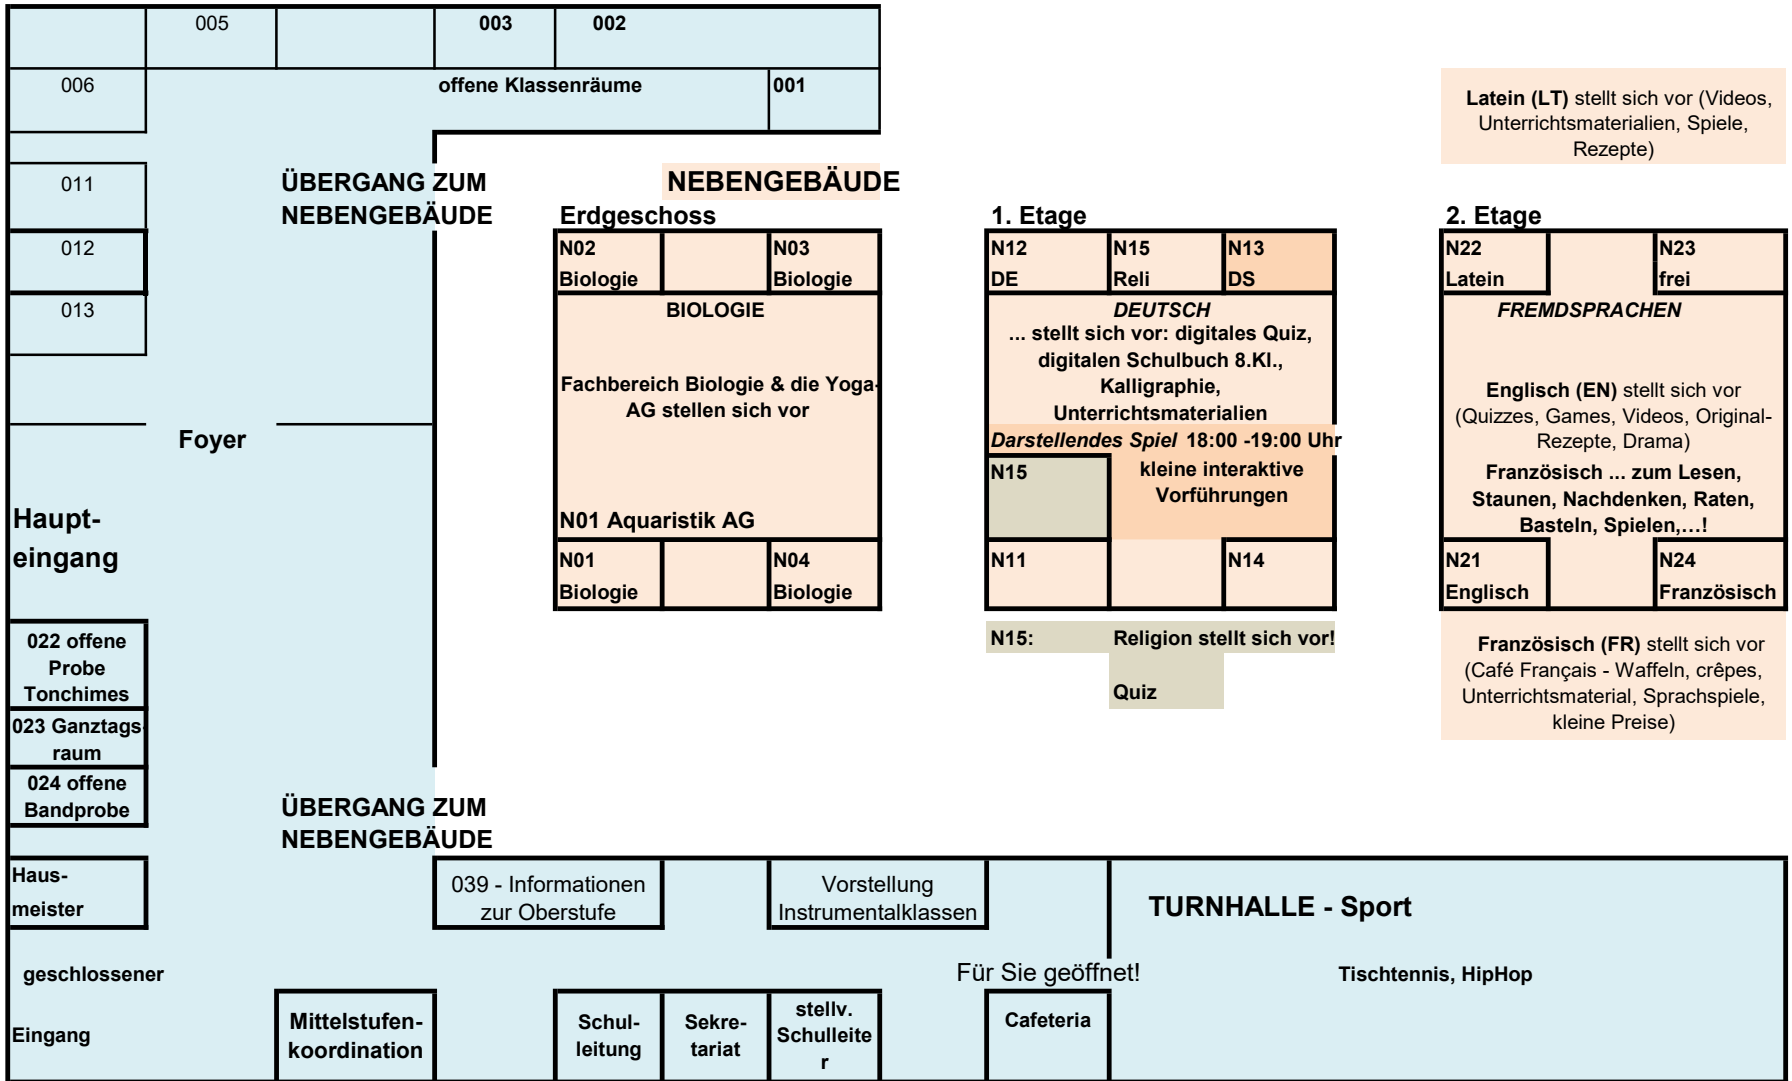 005
003
002
006
offene Klassenräume
001
Latein (LT) stellt sich vor (Videos,
Unterrichtsmaterialien, Spiele,
Rezepte)
011
ÜBERGANG ZUM
NEBENGEBÄUDE
NEBENGEBÄUDE
Erdgeschoss
1. Etage
2. Etage
012
013
N02
Biologie
N03
Biologie
BIOLOGIE
Fachbereich Biologie & die Yoga-
AG stellen sich vor
N01 Aquaristik AG
N01
Biologie
N04
Biologie
N12
DE
N15
Reli
N13
DS
DEUTSCH
... stellt sich vor: digitales Quiz,
digitalen Schulbuch 8.Kl.,
Kalligraphie,
Unterrichtsmaterialien
Darstellendes Spiel 18:00 -19:00 Uhr
N15
kleine interaktive
Vorführungen
N11
N14
N15:
Religion stellt sich vor!
Quiz
N22
Latein
N23
frei
FREMDSPRACHEN
Englisch (EN) stellt sich vor
(Quizzes, Games, Videos, Original-
Rezepte, Drama)
Französisch ... zum Lesen,
Staunen, Nachdenken, Raten,
Basteln, Spielen,...!
N21
Englisch
N24
Französisch
Französisch (FR) stellt sich vor
(Café Français - Waffeln, crêpes,
Unterrichtsmaterial, Sprachspiele,
kleine Preise)
Foyer
Haupt-
eingang
022 offene
Probe
Tonchimes
023 Ganztags-
raum
024 offene
Bandprobe
ÜBERGANG ZUM
NEBENGEBÄUDE
Haus-
meister
039 - Informationen
zur Oberstufe
Vorstellung
Instrumentalklassen
TURNHALLE - Sport
geschlossener
Für Sie geöffnet!
Tischtennis, HipHop
Eingang
Mittelstufen-
koordination
Schul-
leitung
Sekre-
tariat
stellv.
Schulleite
r
Cafeteria